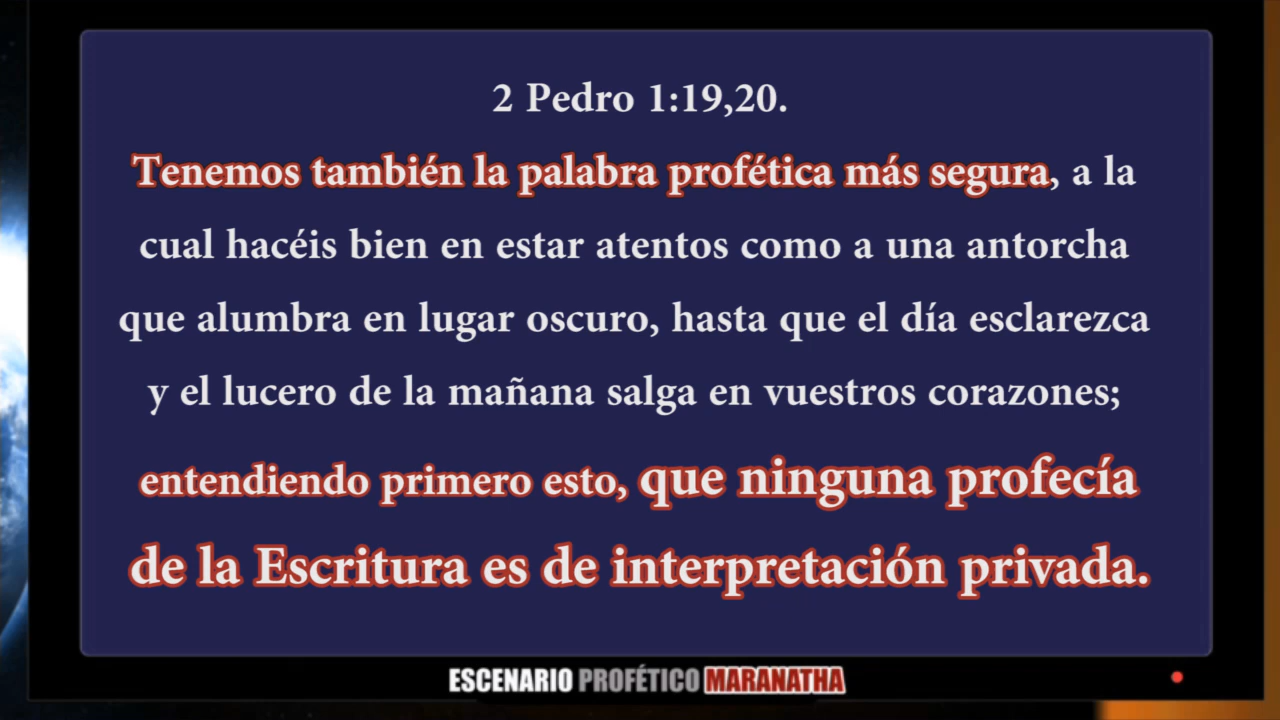 2 Pedro 1:19,20.
Tenemos también la palabra profética más segura, a la
cual hacéis bien en estar atentos como a una antorcha
que alumbra en lugar oscuro, hasta que el día esclarezca
y el lucero de la mañana salga en vuestros corazones;
entendiendo primero esto, que ninguna profecía
de la Escritura es de interpretación privada.
ESCENARIO PROFÉTICO MARANATHA